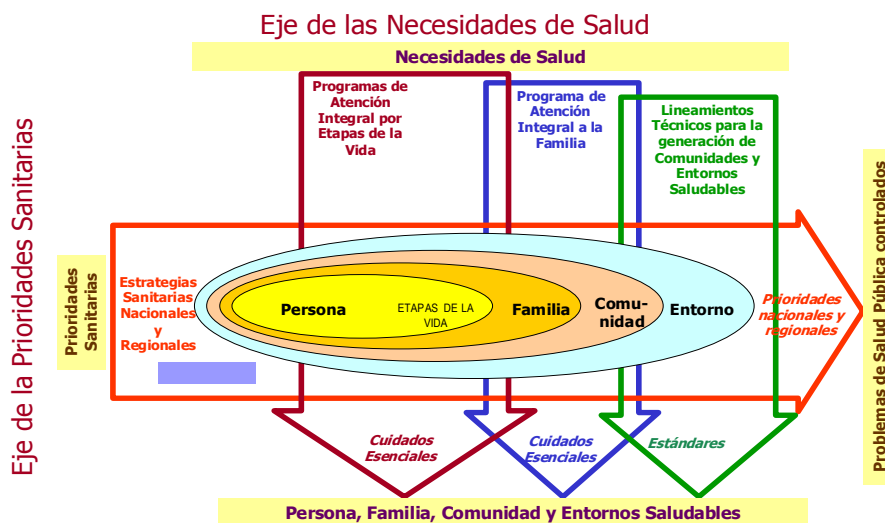 Eje de las Necesidades de Salud
Necesidades de Salud
Programas de
Atención
Integral por
Etapas de la
Vida
Programa de
Atención
Integral a la
Familia
Lineamientos
Técnicos para la
generación de
Comunidades y
Entornos
Saludables
Eje de la Prioridades Sanitarias
Prioridades
Sanitarias
Estrategias
Sanitarias
Nacionales
y
Regionales
Persona
ETAPAS DE LA
VIDA
Familia
Comu-
nidad
Entorno
Prioridades
nacionales y
regionales
Problemas de Salud Pública controlados
Cuidados
Esenciales
Cuidados
Esenciales
Estándares
Persona, Familia, Comunidad y Entornos Saludables